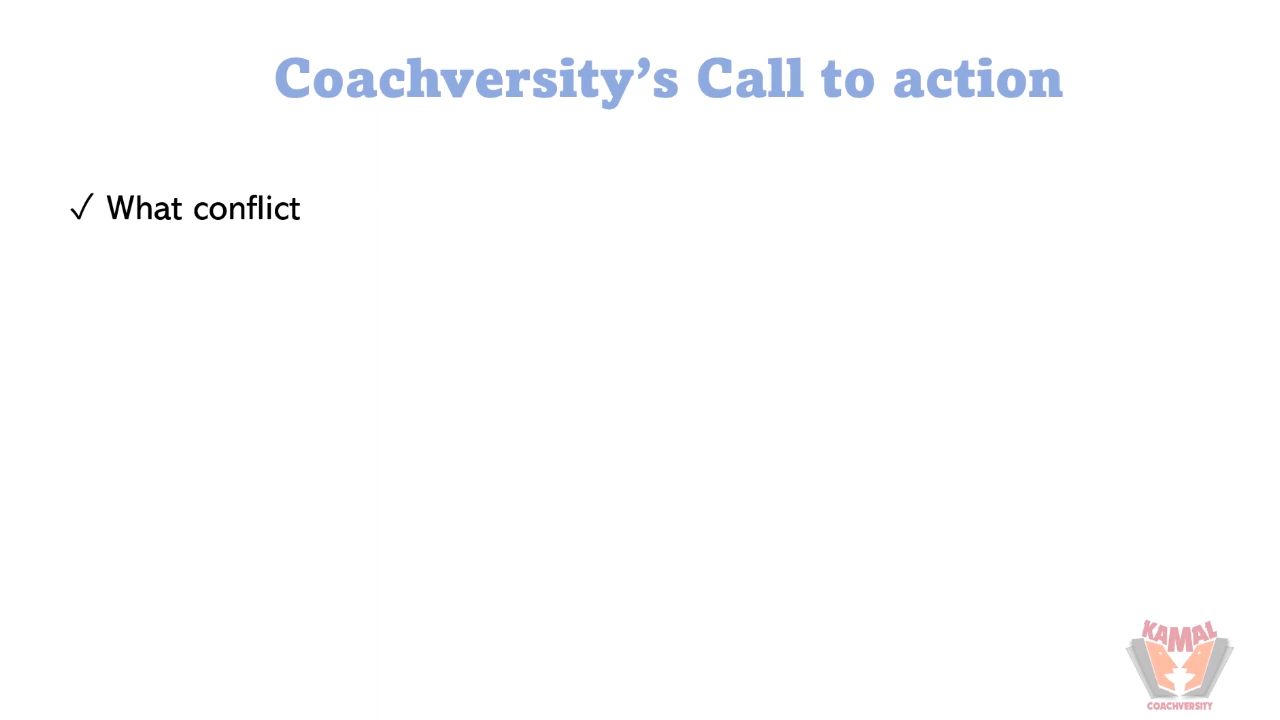 Coachversity’s Call to action
✓ What conflict
KAMAL
COACHVERSITY